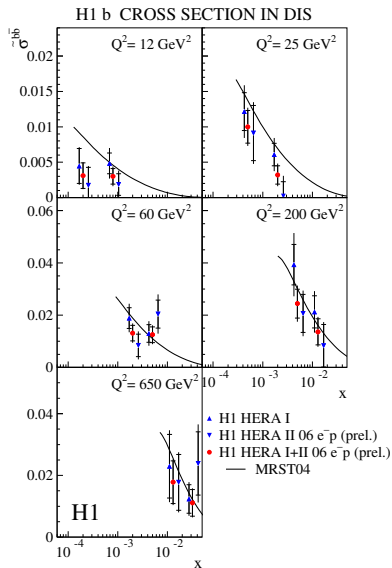 H1 b CROSS SECTION IN DIS
σ̃^{bb̄}
Q²= 12 GeV²
Q²= 25 GeV²
0.02
0.015
0.01
0.005
0
Q²= 60 GeV²
Q²= 200 GeV²
0.06
0.04
0.02
0
10⁻³ 10⁻²
x
Q²= 650 GeV²
0.06
0.04
0.02
0
H1
10⁻⁴ 10⁻³ 10⁻²
x
H1 HERA I
H1 HERA II 06 e⁻p (prel.)
H1 HERA I+II 06 e⁻p (prel.)
MRST04